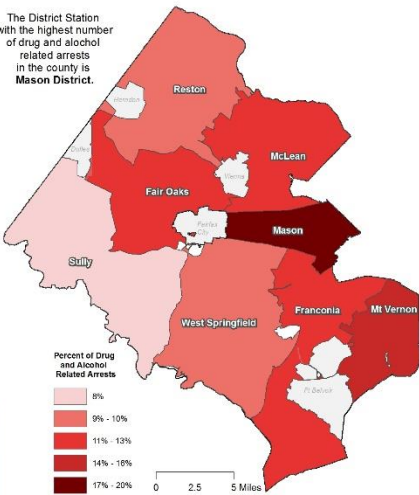 The District Station
with the highest number
of drug and alochol
related arrests
in the county is
Mason District.
Reston
Herndon
McLean
Dulles
Vienna
Fair Oaks
Fairfax
City
Mason
Sully
Franconia
Mt Vernon
West Springfield
Ft Belvoir
Percent of Drug
and Alcohol
Related Arrests
8%
9% - 10%
11% - 13%
14% - 16%
17% - 20%
0 2.5 5 Miles